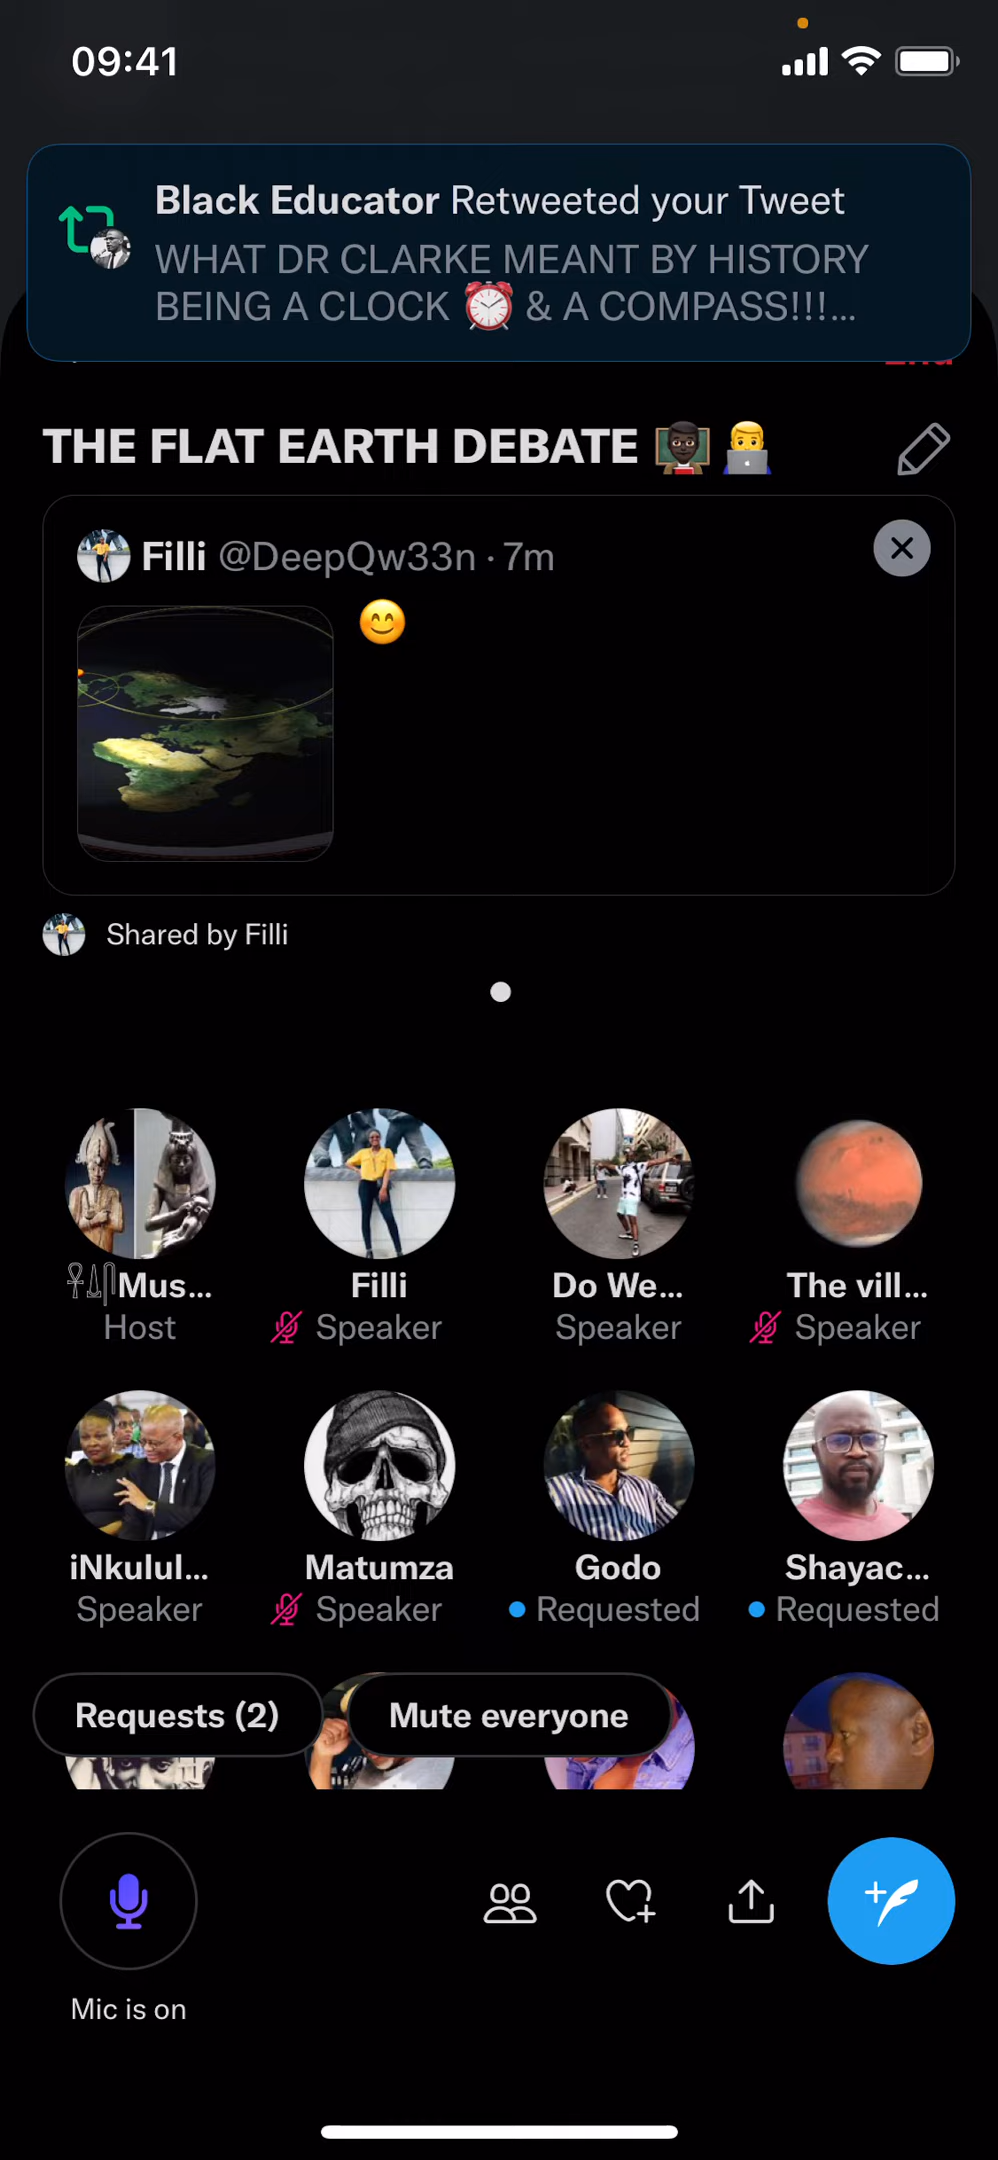 09:41
Black Educator Retweeted your Tweet
WHAT DR CLARKE MEANT BY HISTORY
BEING A CLOCK ⏰ & A COMPASS!!!...
THE FLAT EARTH DEBATE 👨🏿‍🏫 👨‍💻
Filli @DeepQw33n · 7m
😊
Shared by Filli
Mus... Filli Do We... The vill...
Host Speaker Speaker Speaker
iNkulul... Matumza Godo Shayac...
Speaker Speaker Requested Requested
Requests (2) Mute everyone
Mic is on